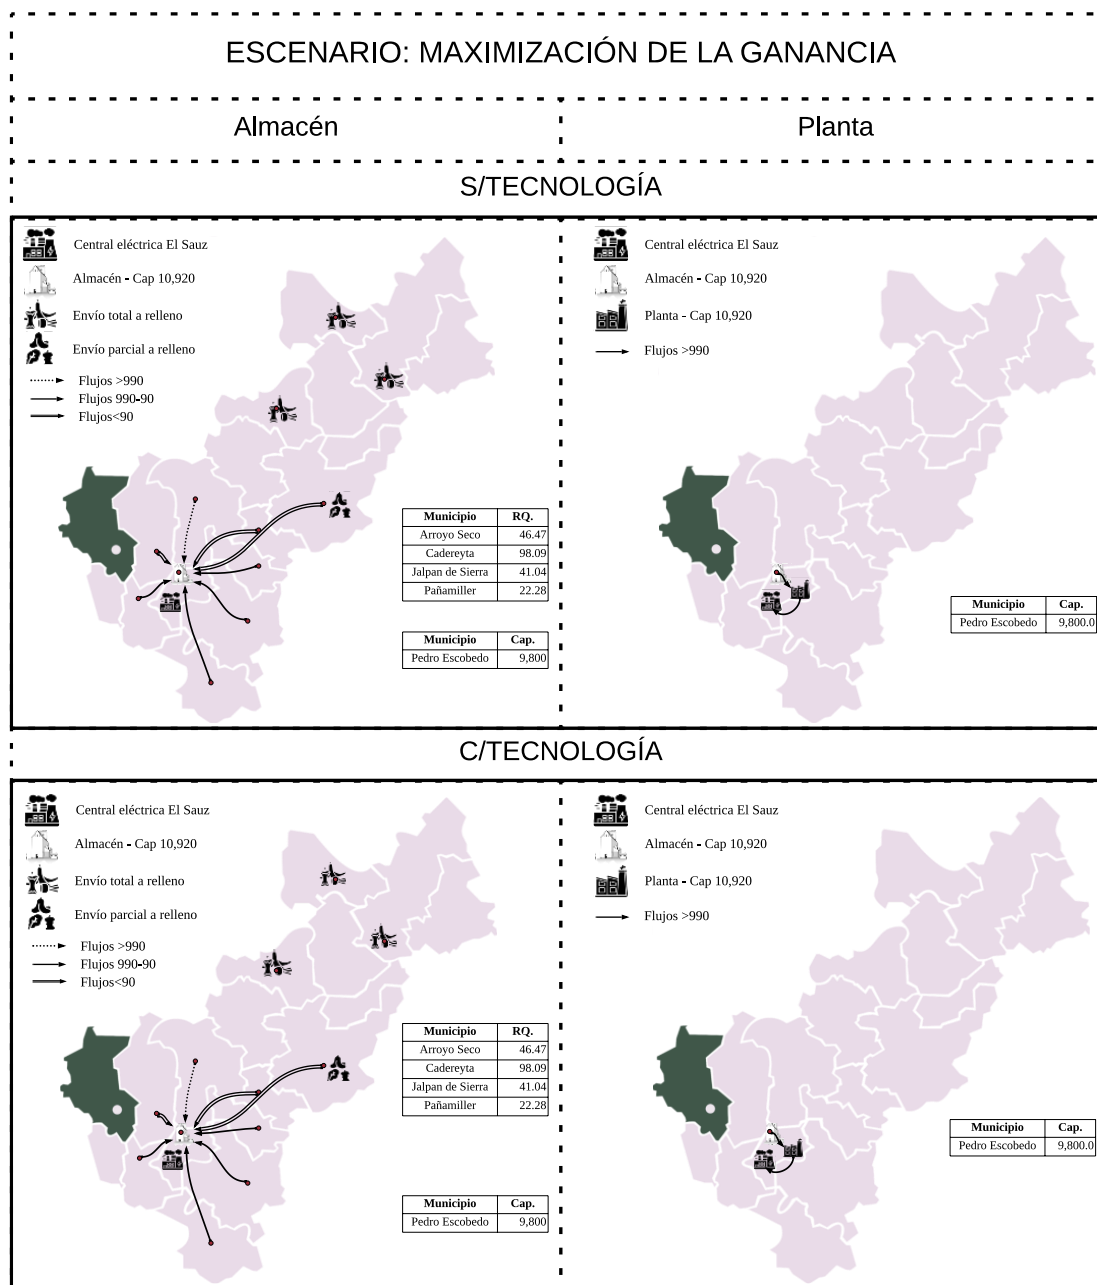 ESCENARIO: MAXIMIZACIÓN DE LA GANANCIA
Almacén
Planta
S/TECNOLOGÍA
Central eléctrica El Sauz
Almacén - Cap 10,920
Envío total a relleno
Envío parcial a relleno
Flujos >990
Flujos 990-90
Flujos<90
Municipio RQ.
Arroyo Seco 46.47
Cadereyta 98.09
Jalpan de Sierra 41.04
Pañamiller 22.28
Municipio Cap.
Pedro Escobedo 9,800
Central eléctrica El Sauz
Almacén - Cap 10,920
Planta - Cap 10,920
Flujos >990
Municipio Cap.
Pedro Escobedo 9,800.0
C/TECNOLOGÍA
Central eléctrica El Sauz
Almacén - Cap 10,920
Envío total a relleno
Envío parcial a relleno
Flujos >990
Flujos 990-90
Flujos<90
Municipio RQ.
Arroyo Seco 46.47
Cadereyta 98.09
Jalpan de Sierra 41.04
Pañamiller 22.28
Municipio Cap.
Pedro Escobedo 9,800
Central eléctrica El Sauz
Almacén - Cap 10,920
Planta - Cap 10,920
Flujos >990
Municipio Cap.
Pedro Escobedo 9,800.0